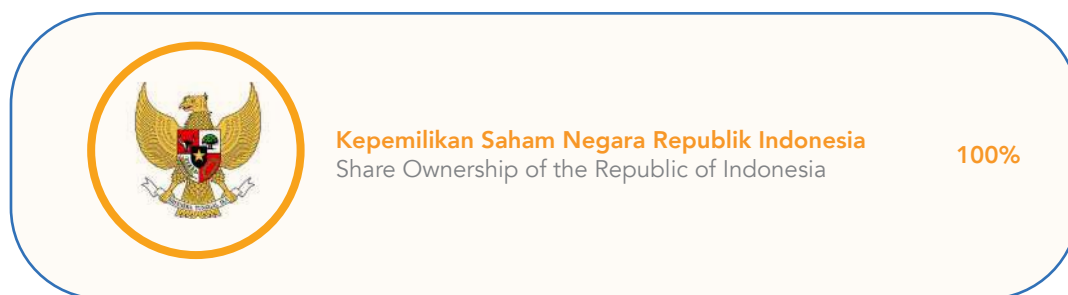 Kepemilikan Saham Negara Republik Indonesia
Share Ownership of the Republic of Indonesia
100%